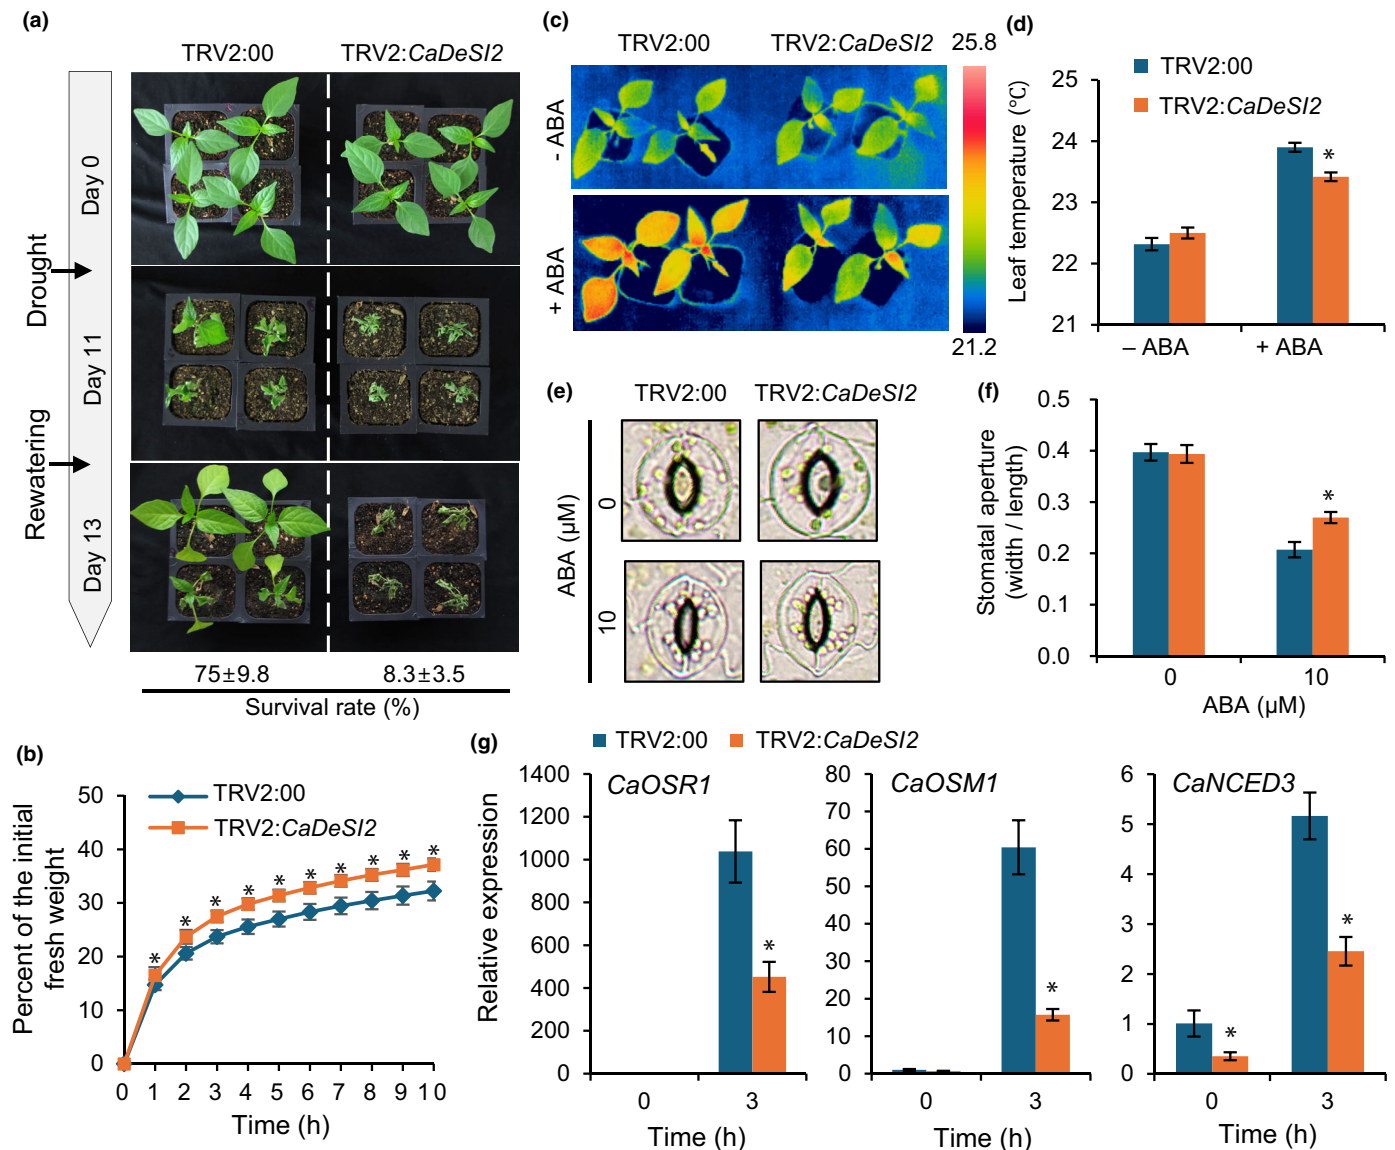 (a)
TRV2:00
TRV2:CaDeSI2
Day 0
Drought
Day 11
Rewatering
Day 13
75±9.8
8.3±3.5
Survival rate (%)
(b)
TRV2:00
TRV2:CaDeSI2
Percent of the initial
fresh weight
50
40
30
20
10
0
* * * * * * * * * *
0 1 2 3 4 5 6 7 8 9 10
Time (h)
(c)
TRV2:00
TRV2:CaDeSI2
25.8
- ABA
+ ABA
21.2
(d)
TRV2:00
TRV2:CaDeSI2
Leaf temperature (°C)
25
24
23
22
21
*
– ABA
+ ABA
(e)
TRV2:00
TRV2:CaDeSI2
ABA (µM)
0
10
(f)
Stomatal aperture
(width / length)
0.5
0.4
0.3
0.2
0.1
0.0
*
0
10
ABA (µM)
(g)
TRV2:00
TRV2:CaDeSI2
Relative expression
CaOSR1
1400
1200
1000
800
600
400
200
0
*
0
3
Time (h)
CaOSM1
80
70
60
50
40
30
20
10
0
*
0
3
Time (h)
CaNCED3
6
5
4
3
2
1
0
*
*
0
3
Time (h)